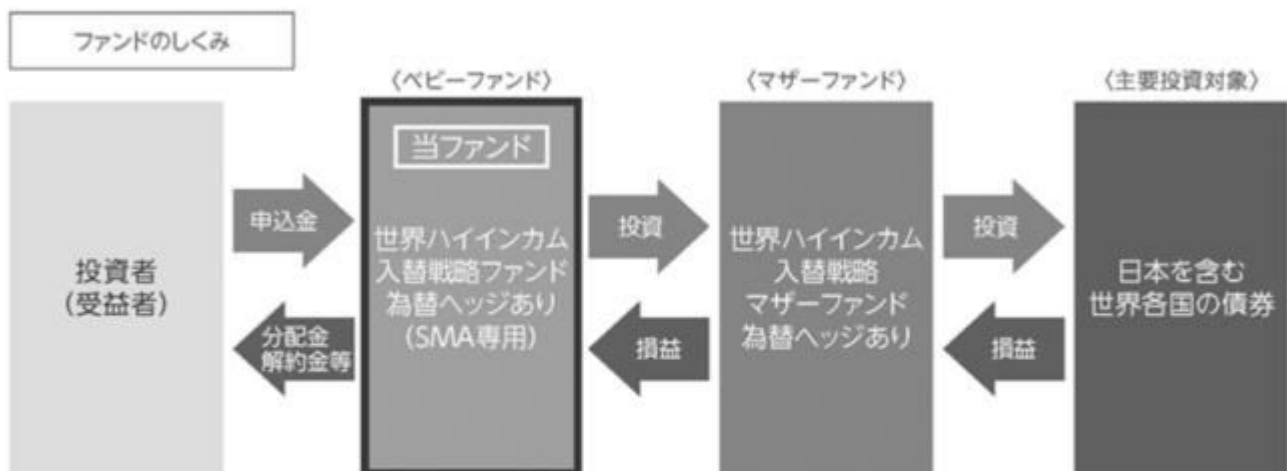 ファンドのしくみ
〈ベビーファンド〉
〈マザーファンド〉
〈主要投資対象〉
投資者
(受益者)
申込金
分配金
解約金等
当ファンド
世界ハイインカム
入替戦略ファンド
為替ヘッジあり
(SMA専用)
投資
損益
世界ハイインカム
入替戦略
マザーファンド
為替ヘッジあり
投資
損益
日本を含む
世界各国の債券